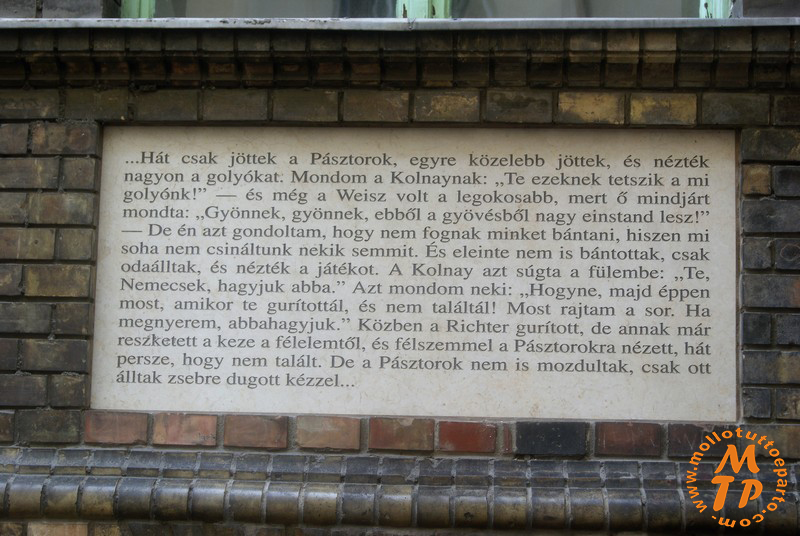 ...Hát csak jöttek a Pásztorok, egyre közelebb jöttek, és nézték
nagyon a golyókat. Mondom a Kolnaynak: „Te ezeknek tetszik a mi
golyónk!” — és még a Weisz volt a legokosabb, mert ő mindjárt
mondta: „Gyönnek, gyönnek, ebből a gyövésből nagy einstand lesz!”
— De én azt gondoltam, hogy nem fognak minket bántani, hiszen mi
soha nem csináltunk nekik semmit. És eleinte nem is bántottak, csak
odaálltak, és nézték a játékot. A Kolnay azt súgta a fülembe: „Te,
Nemecsek, hagyjuk abba.” Azt mondom neki: „Hogyne, majd éppen
most, amikor te gurítottál, és nem találtál! Most rajtam a sor. Ha
megnyerem, abbahagyjuk.” Közben a Richter gurított, de annak már
reszketett a keze a félelemtől, és félszemmel a Pásztorokra nézett, hát
persze, hogy nem talált. De a Pásztorok nem is mozdultak, csak ott
álltak zsebre dugott kézzel...
www.mollotuttoeparto.com
MTP